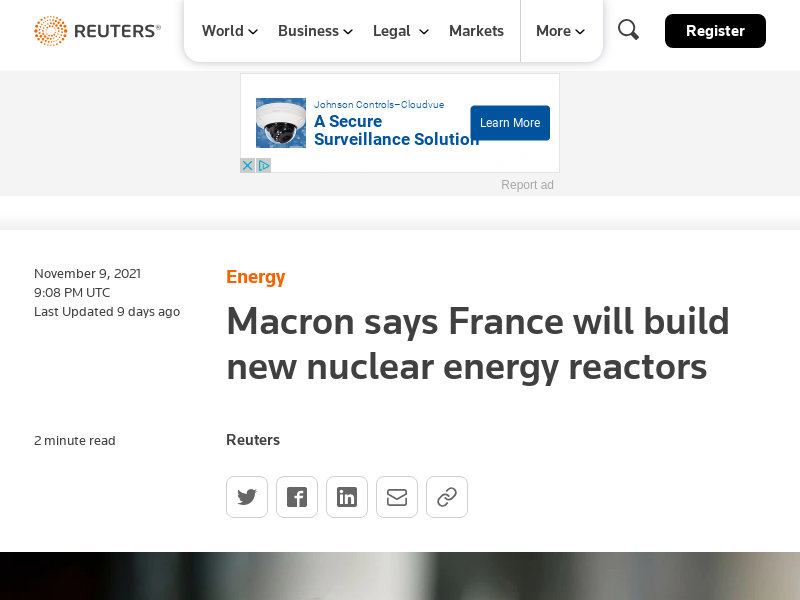 REUTERS®
World
Business
Legal
Markets
More
Register
Johnson Controls–Cloudvue
A Secure
Surveillance Solution
Learn More
Report ad
November 9, 2021
9:08 PM UTC
Last Updated 9 days ago
Energy
Macron says France will build
new nuclear energy reactors
2 minute read
Reuters